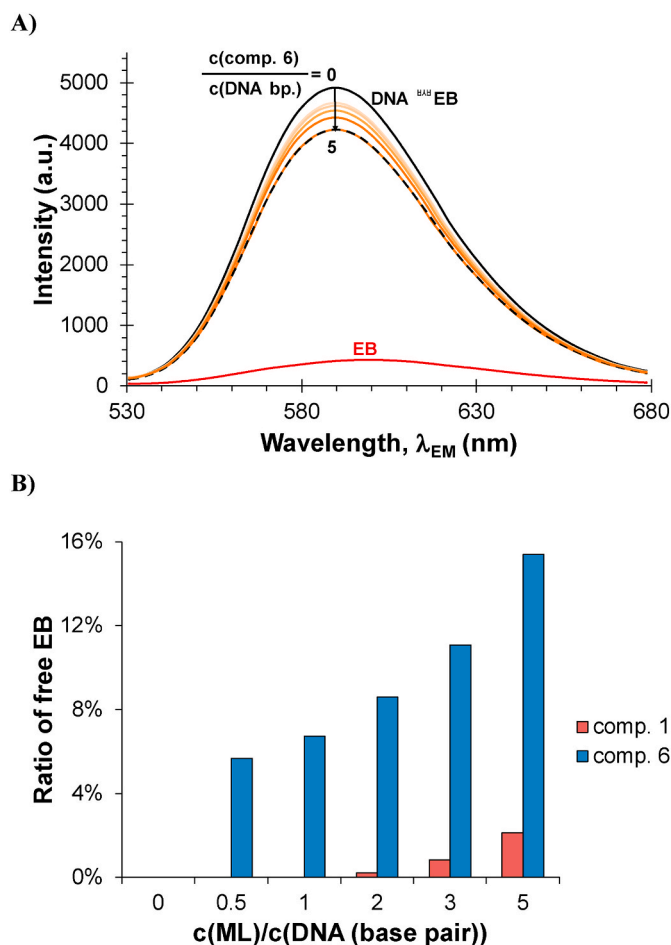 A)
c(comp. 6)
c(DNA bp.)
= 0
DNA EB
5
EB
Intensity (a.u.)
5000
4000
3000
2000
1000
0
530
580
630
680
Wavelength, λEM (nm)
B)
Ratio of free EB
16%
12%
8%
4%
0%
comp. 1
comp. 6
0
0.5
1
2
3
5
c(ML)/c(DNA (base pair))